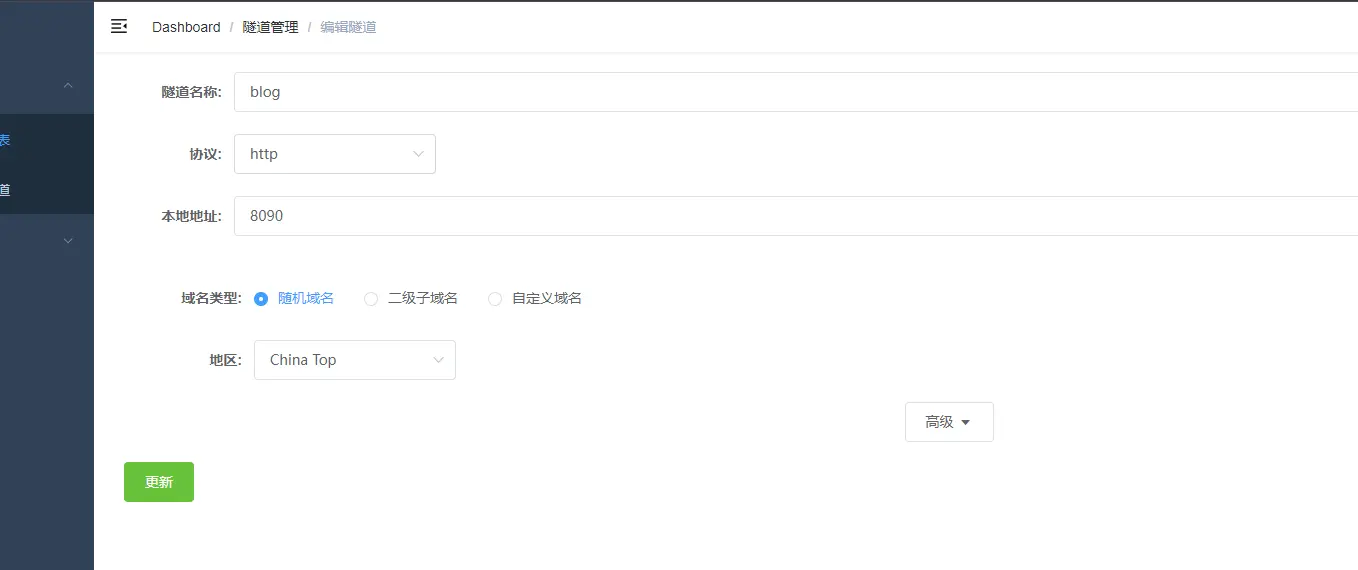 Dashboard / 隧道管理 / 编辑隧道
表
道
隧道名称: blog
协议: http
本地地址: 8090
域名类型: 随机域名 二级子域名 自定义域名
地区: China Top
高级
更新